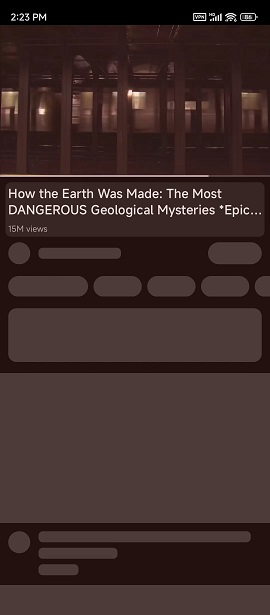 2:23 PM
VPN
86
How the Earth Was Made: The Most
DANGEROUS Geological Mysteries *Epic...
15M views